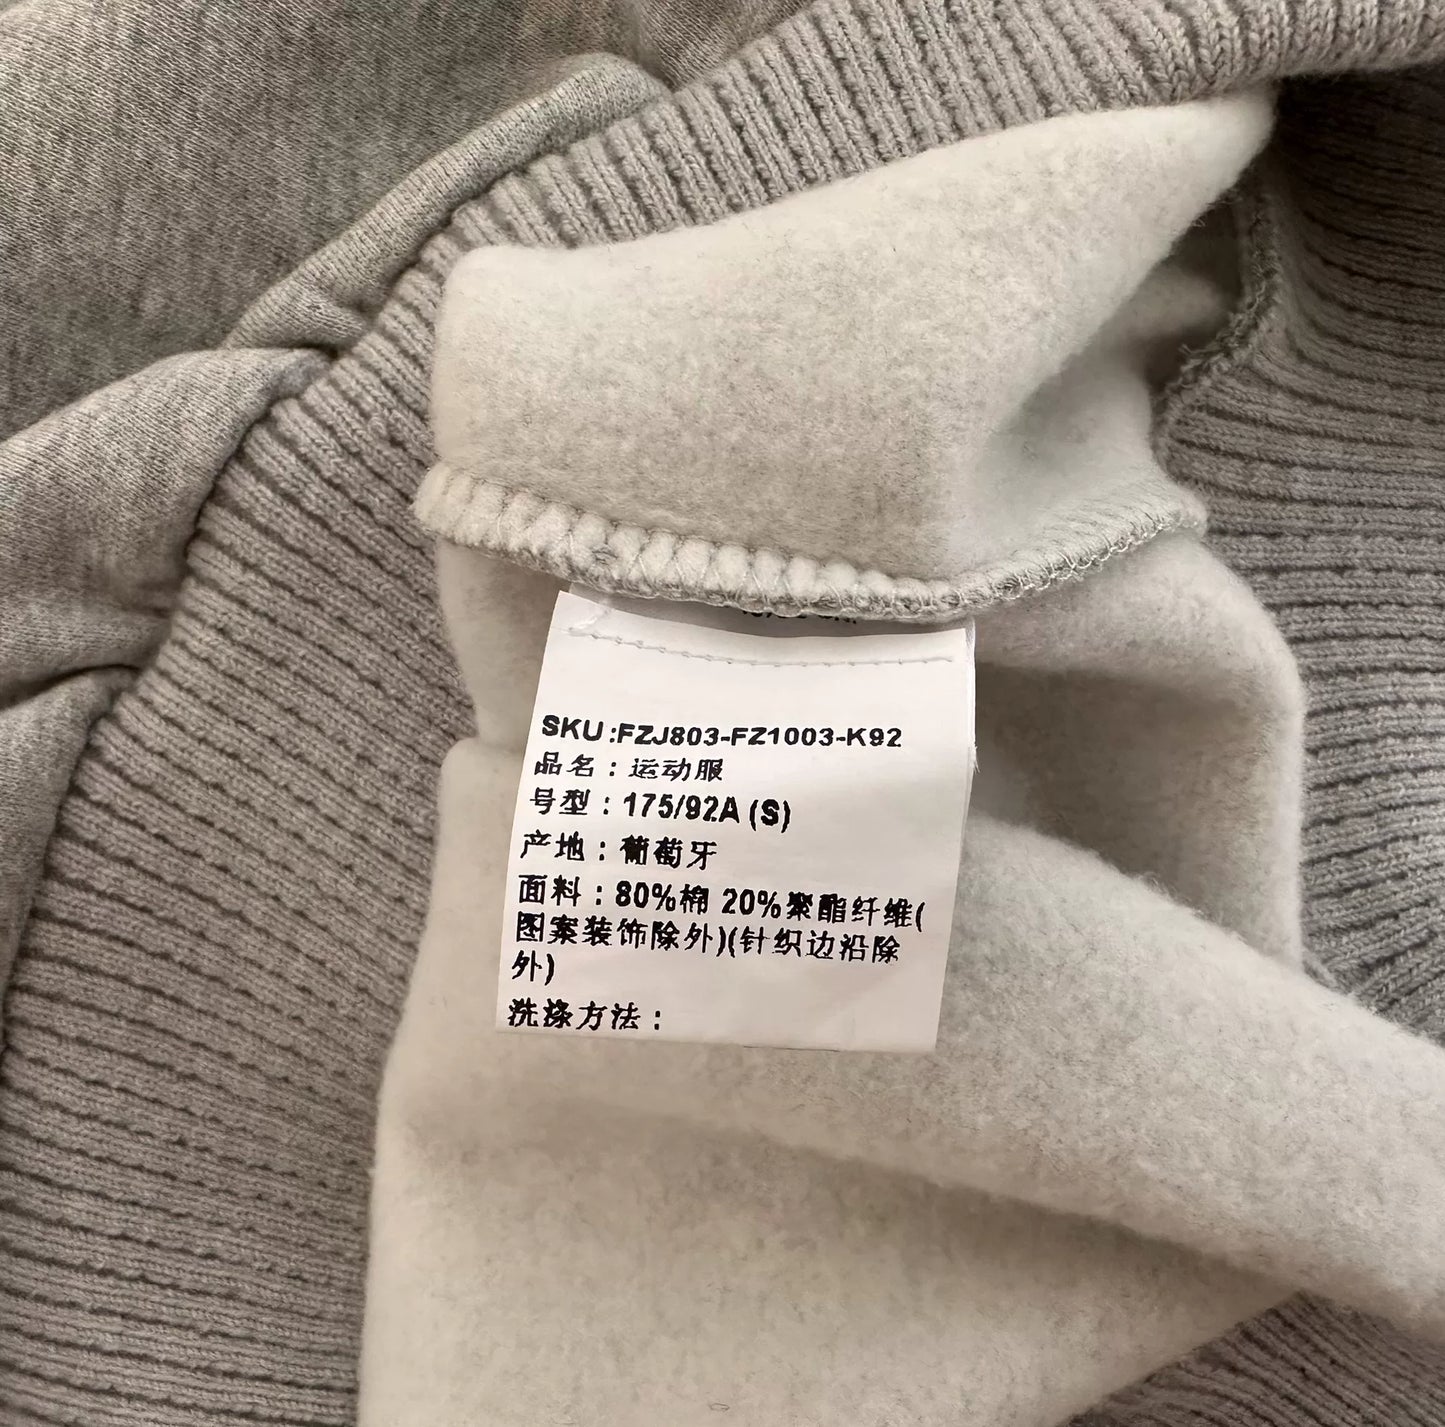 SKU:FZJ803-FZ1003-K92
品名：运动服
号型：175/92A (S)
产地：葡萄牙
面料：80%棉 20%聚酯纤维(
图案装饰除外)(针织边沿除
外)
洗涤方法：